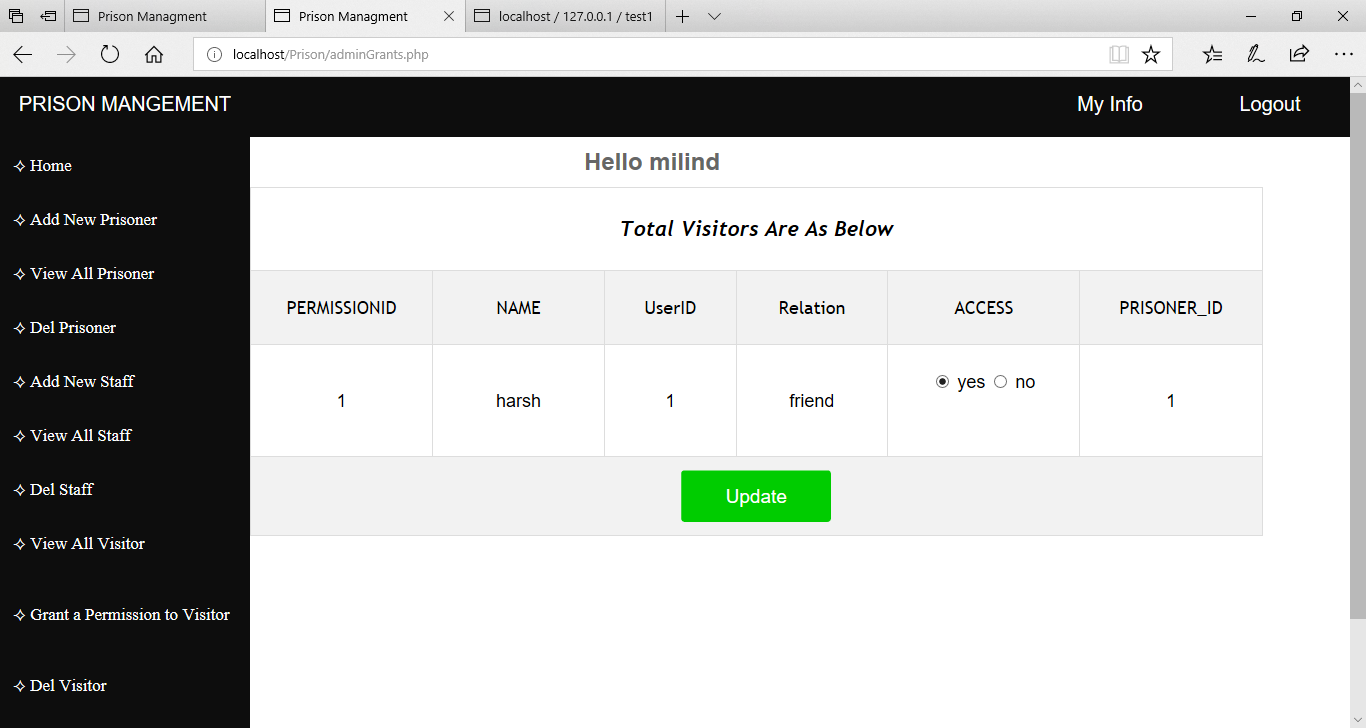 Prison Managment
Prison Managment
localhost / 127.0.0.1 / test1
localhost/Prison/adminGrants.php
PRISON MANGEMENT
My Info
Logout
Home
Add New Prisoner
View All Prisoner
Del Prisoner
Add New Staff
View All Staff
Del Staff
View All Visitor
Grant a Permission to Visitor
Del Visitor
Hello milind
Total Visitors Are As Below
PERMISSIONID NAME UserID Relation ACCESS PRISONER_ID
1 harsh 1 friend yes no 1
Update